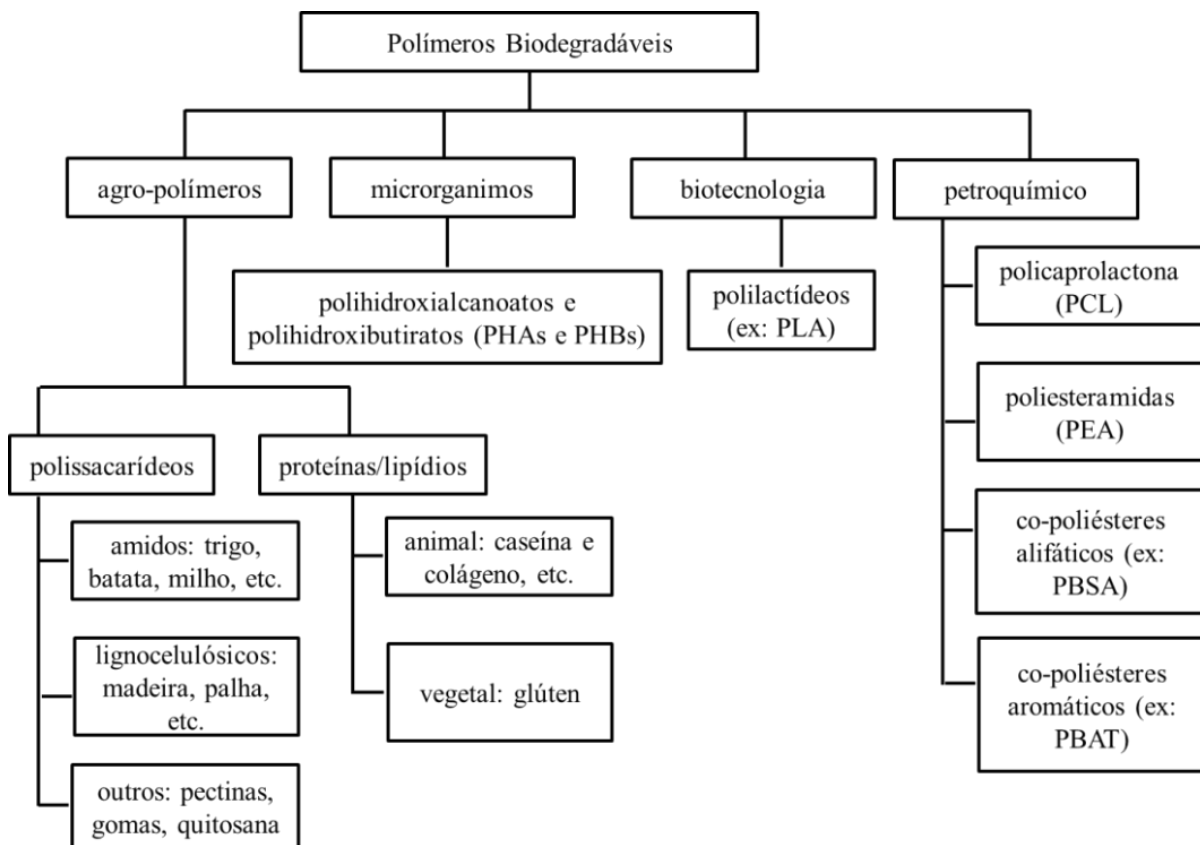 Polímeros Biodegradáveis
agro-polímeros
microrganimos
biotecnologia
petroquímico
polihidroxialcanoatos e
polihidroxibutiratos (PHAs e PHBs)
polilactídeos
(ex: PLA)
policaprolactona
(PCL)
poliesteramidas
(PEA)
co-poliésteres
alifáticos (ex:
PBSA)
co-poliésteres
aromáticos (ex:
PBAT)
polissacarídeos
proteínas/lipídios
amidos: trigo,
batata, milho, etc.
lignocelulósicos:
madeira, palha,
etc.
outros: pectinas,
gomas, quitosana
animal: caseína e
colágeno, etc.
vegetal: glúten